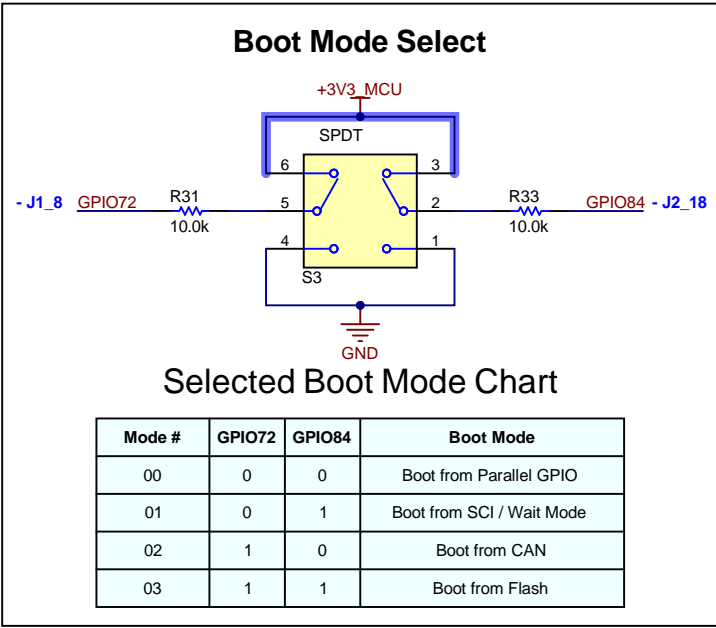 Boot Mode Select
+3V3_MCU
SPDT
6 3
- J1_8 GPIO72 R31 5 2 R33 GPIO84 - J2_18
10.0k 10.0k
4 1
S3
GND
Selected Boot Mode Chart
Mode # GPIO72 GPIO84 Boot Mode
00 0 0 Boot from Parallel GPIO
01 0 1 Boot from SCI / Wait Mode
02 1 0 Boot from CAN
03 1 1 Boot from Flash